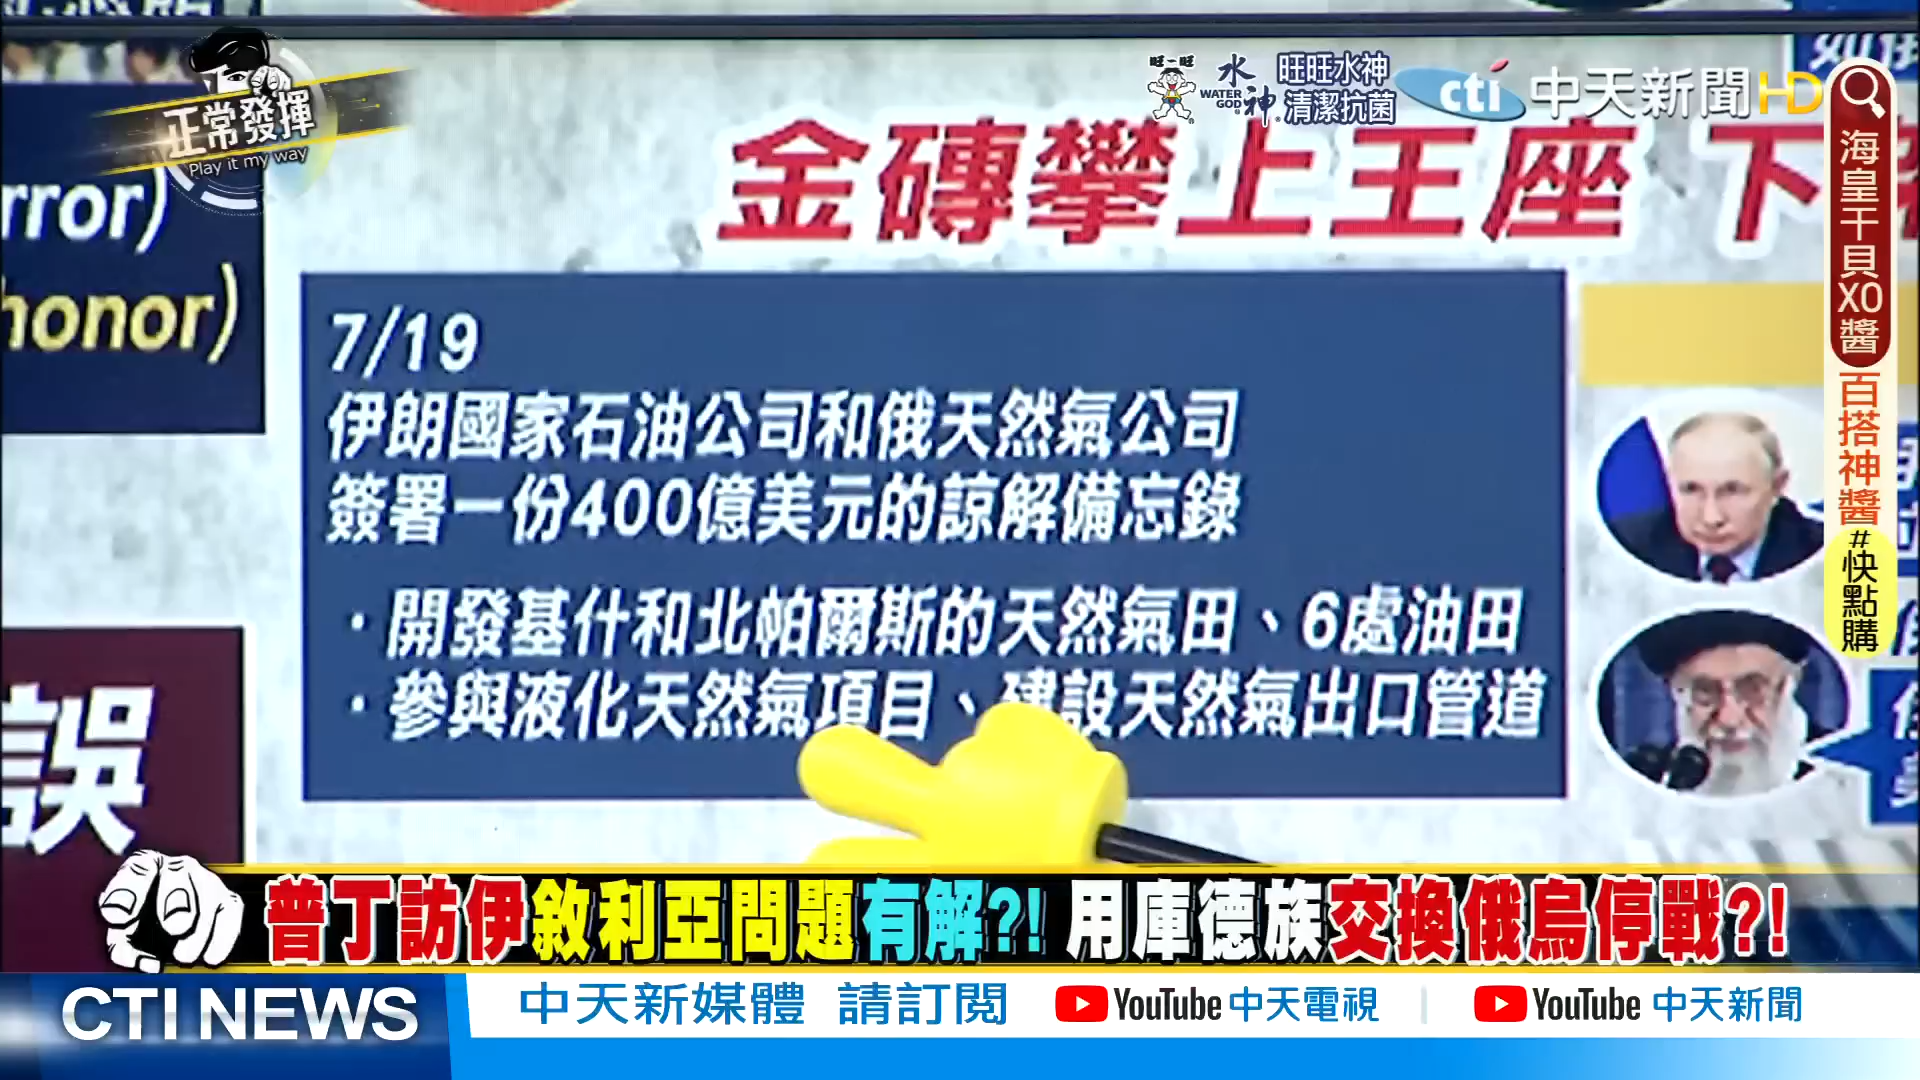 正常發揮
Play it my way
旺一旺
水神
WATER GOD
旺旺水神
清潔抗菌
cti 中天新聞HD
金磚攀上王座 下
rror)
honor)
誤
7/19
伊朗國家石油公司和俄天然氣公司
簽署一份400億美元的諒解備忘錄
·開發基什和北帕爾斯的天然氣田、6處油田
·參與液化天然氣項目、建設天然氣出口管道
海皇干貝XO醬
百搭神醬
#快點購
普丁訪伊敘利亞問題有解?! 用庫德族交換俄烏停戰?!
CTI NEWS
中天新媒體 請訂閱 YouTube 中天電視 | YouTube 中天新聞